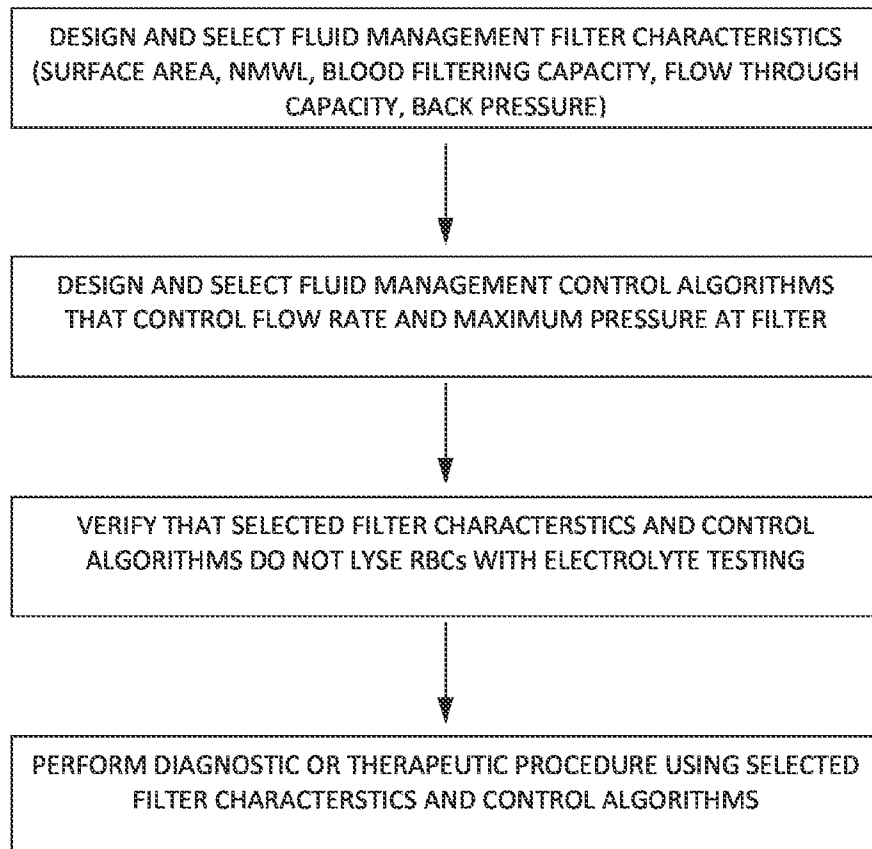 DESIGN AND SELECT FLUID MANAGEMENT FILTER CHARACTERISTICS
(SURFACE AREA, NMWL, BLOOD FILTERING CAPACITY, FLOW THROUGH
CAPACITY, BACK PRESSURE)
DESIGN AND SELECT FLUID MANAGEMENT CONTROL ALGORITHMS
THAT CONTROL FLOW RATE AND MAXIMUM PRESSURE AT FILTER
VERIFY THAT SELECTED FILTER CHARACTERSTICS AND CONTROL
ALGORITHMS DO NOT LYSE RBCs WITH ELECTROLYTE TESTING
PERFORM DIAGNOSTIC OR THERAPEUTIC PROCEDURE USING SELECTED
FILTER CHARACTERSTICS AND CONTROL ALGORITHMS